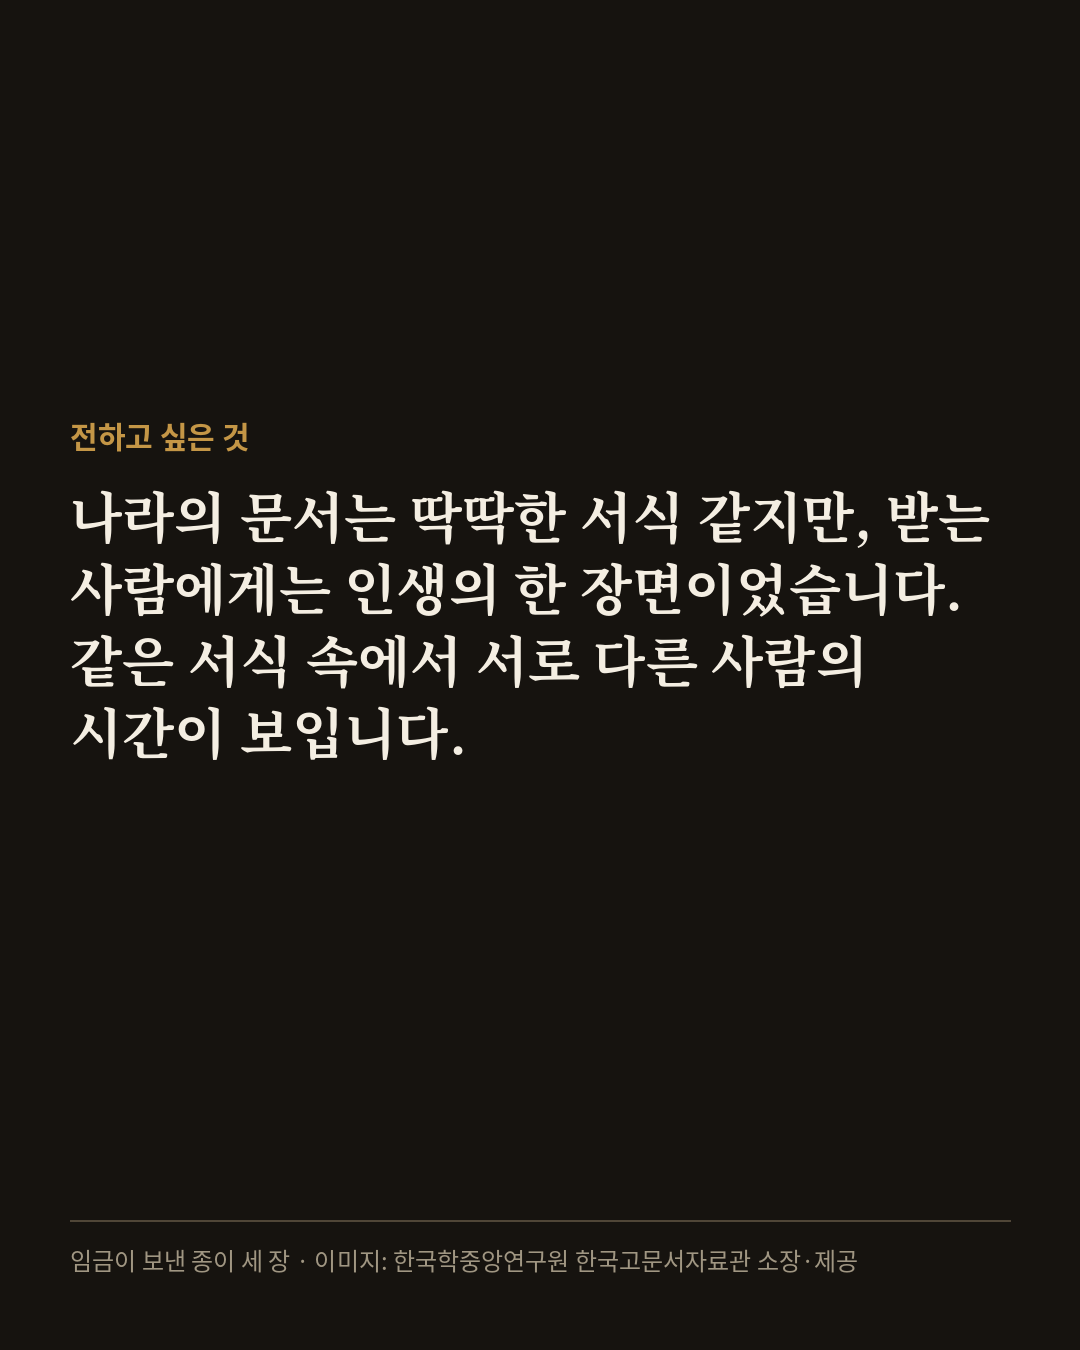 전하고 싶은 것
나라의 문서는 딱딱한 서식 같지만, 받는
사람에게는 인생의 한 장면이었습니다.
같은 서식 속에서 서로 다른 사람의
시간이 보입니다.
임금이 보낸 종이 세 장 · 이미지: 한국학중앙연구원 한국고문서자료관 소장·제공